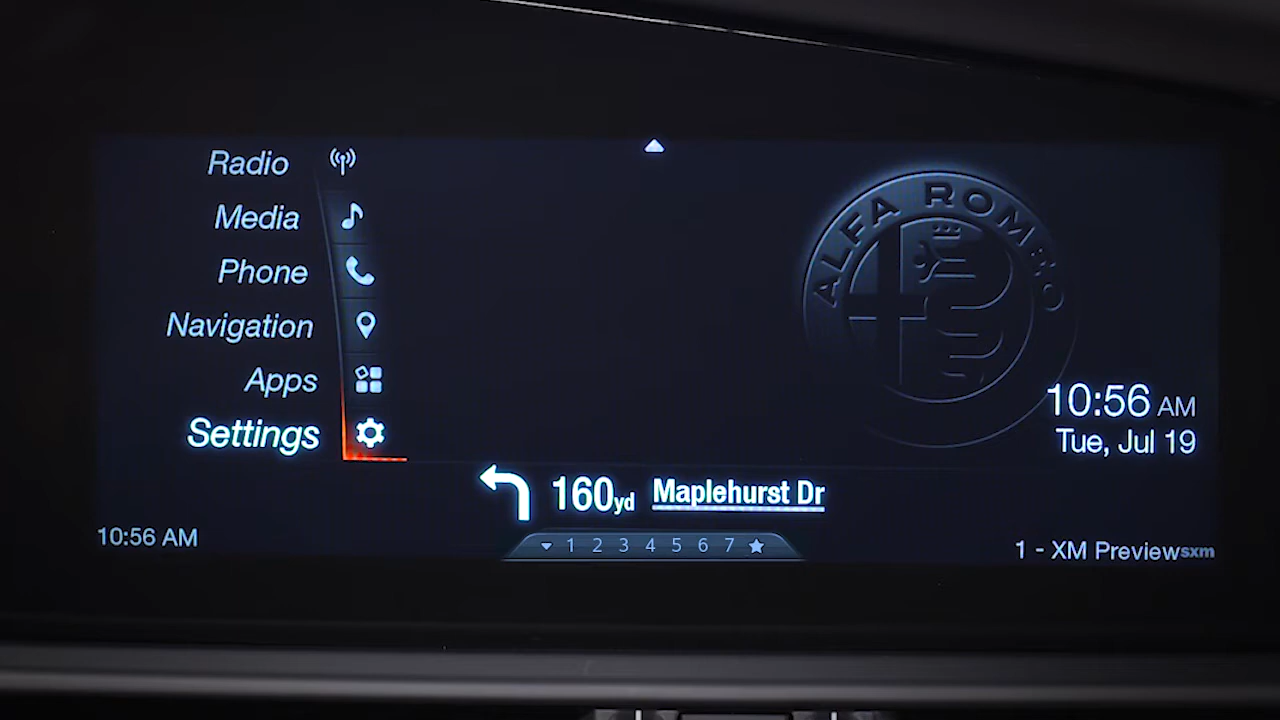 Radio
Media
Phone
Navigation
Apps
Settings
ALFA ROMEO
10:56 AM
Tue, Jul 19
160yd Maplehurst Dr
10:56 AM
1 2 3 4 5 6 7
1 - XM Preview sxm